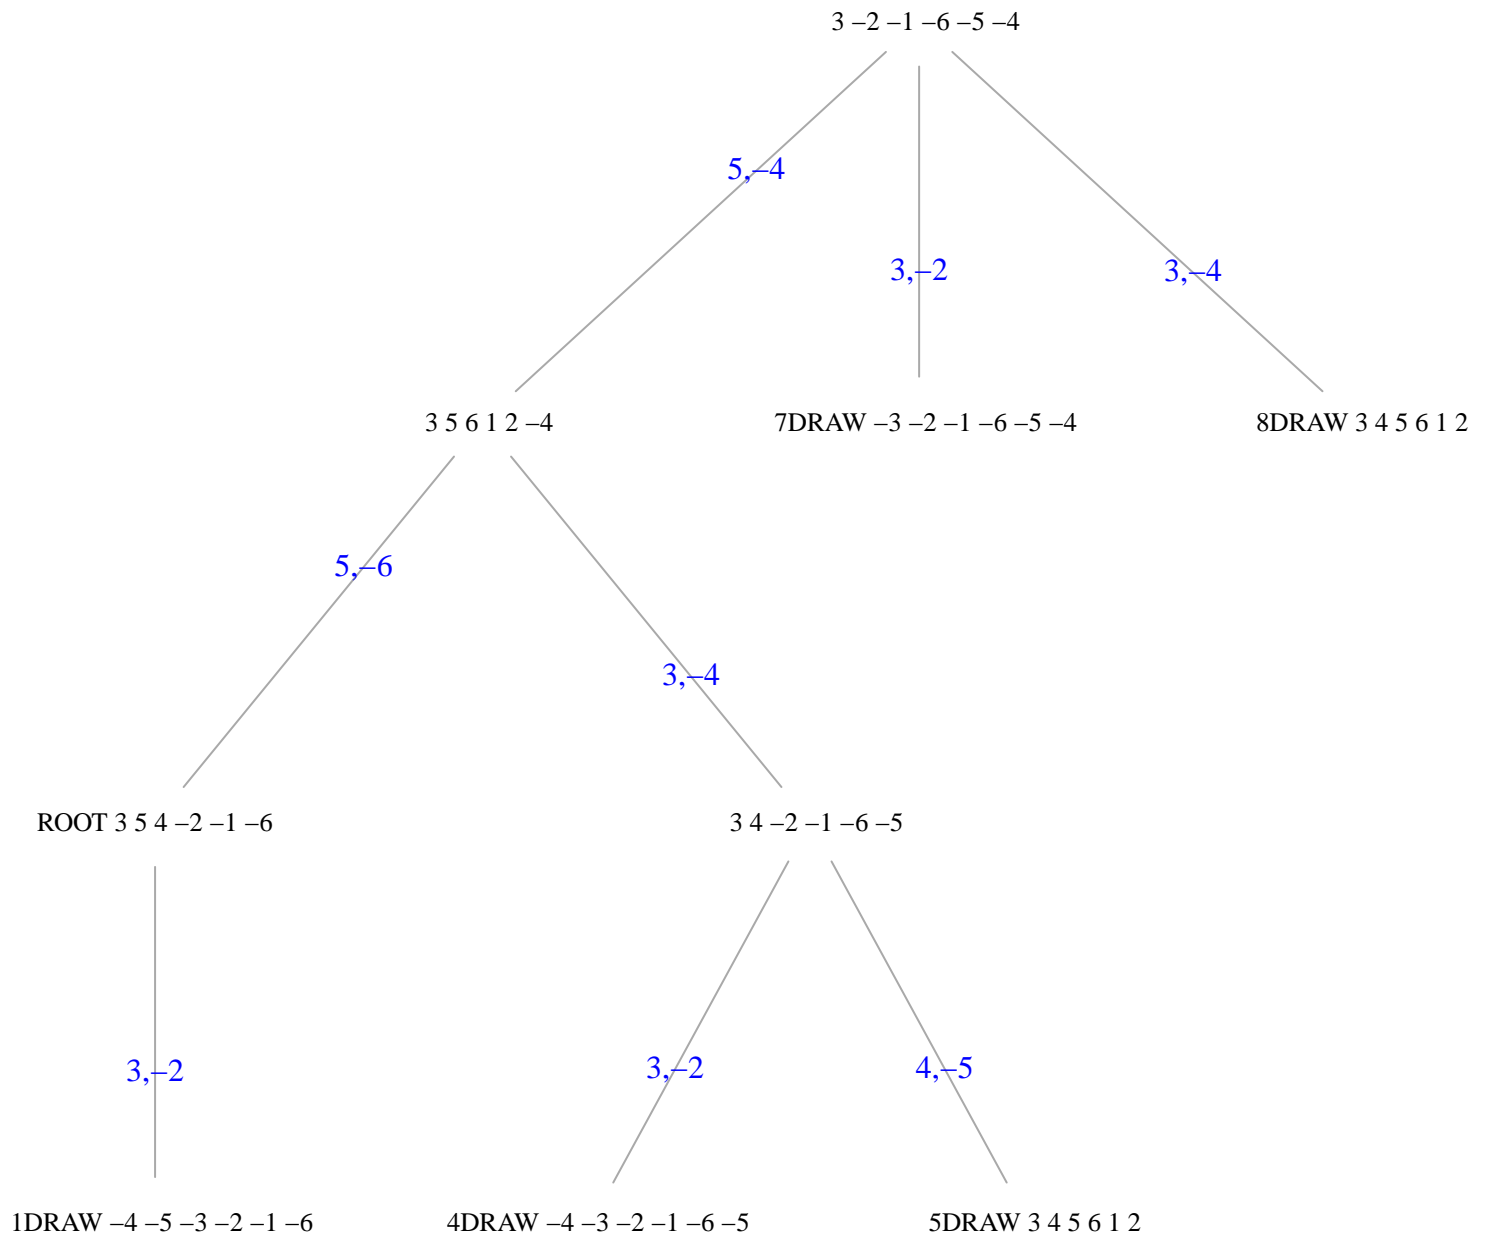 3 –2 –1 –6 –5 –4
5,–4
3,–2
3,–4
3 5 6 1 2 –4
7DRAW –3 –2 –1 –6 –5 –4
8DRAW 3 4 5 6 1 2
5,–6
3,–4
ROOT 3 5 4 –2 –1 –6
3 4 –2 –1 –6 –5
3,–2
3,–2
4,–5
1DRAW –4 –5 –3 –2 –1 –6
4DRAW –4 –3 –2 –1 –6 –5
5DRAW 3 4 5 6 1 2